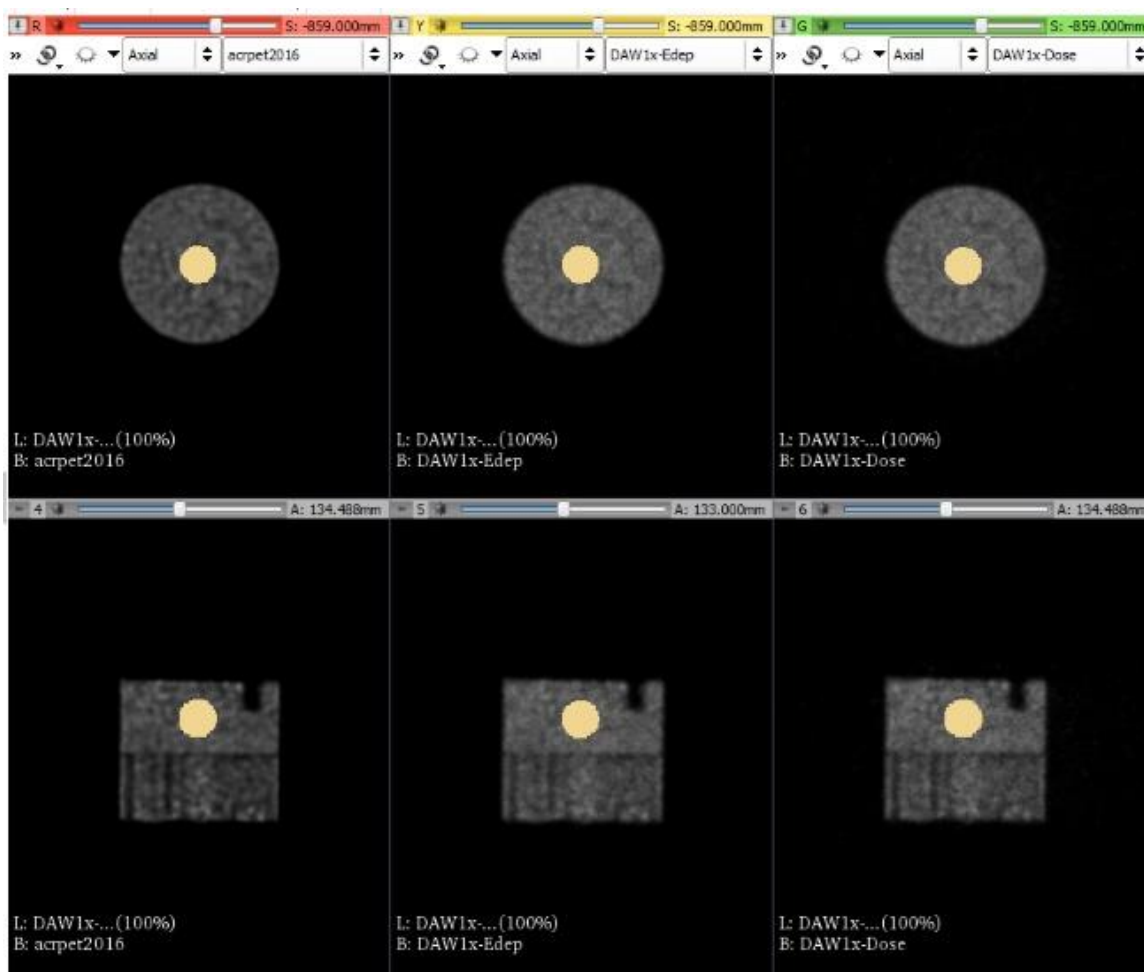 R S: -859.000mm Y S: -859.000mm G S: -859.000mm
» Axial acrpet2016 » Axial DAW1x-Edep » Axial DAW1x-Dose
L: DAW1x-...(100%) L: DAW1x-...(100%) L: DAW1x-...(100%)
B: acrpet2016 B: DAW1x-Edep B: DAW1x-Dose
4 A: 134.488mm 5 A: 133.000mm 6 A: 134.488mm
L: DAW1x-...(100%) L: DAW1x-...(100%) L: DAW1x-...(100%)
B: acrpet2016 B: DAW1x-Edep B: DAW1x-Dose